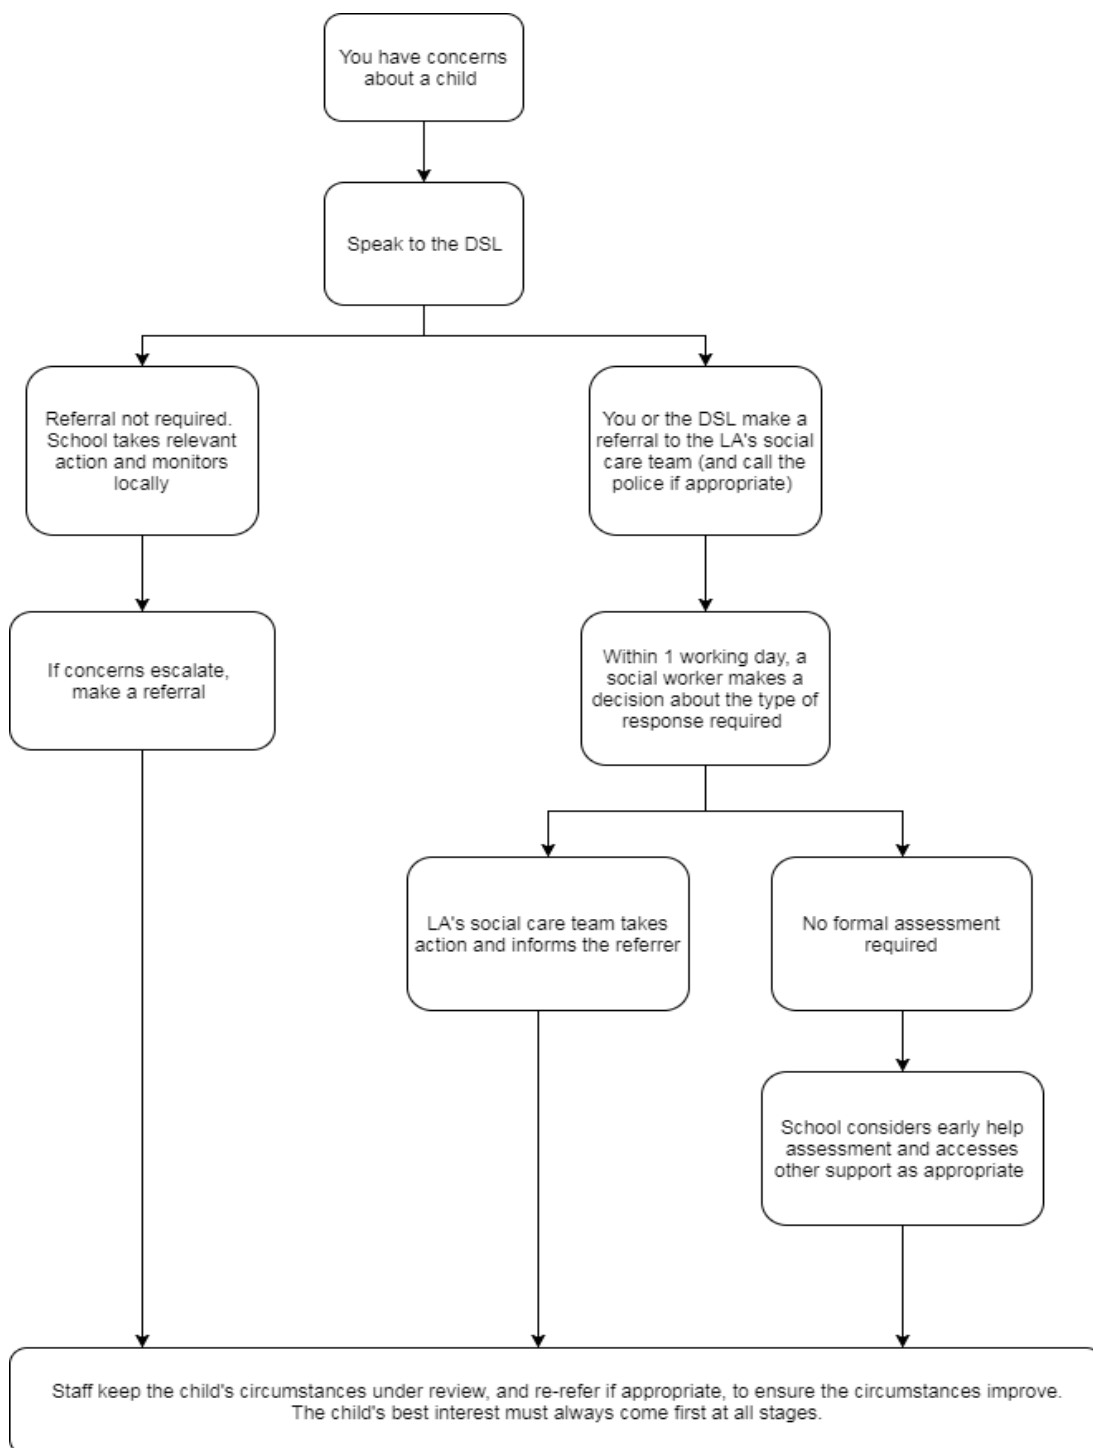 You have concerns
about a child
Speak to the DSL
Referral not required.
School takes relevant
action and monitors
locally
You or the DSL make a
referral to the LA's social
care team (and call the
police if appropriate)
If concerns escalate,
make a referral
Within 1 working day, a
social worker makes a
decision about the type of
response required
LA's social care team takes
action and informs the referrer
No formal assessment
required
School considers early help
assessment and accesses
other support as appropriate
Staff keep the child's circumstances under review, and re-refer if appropriate, to ensure the circumstances improve.
The child's best interest must always come first at all stages.